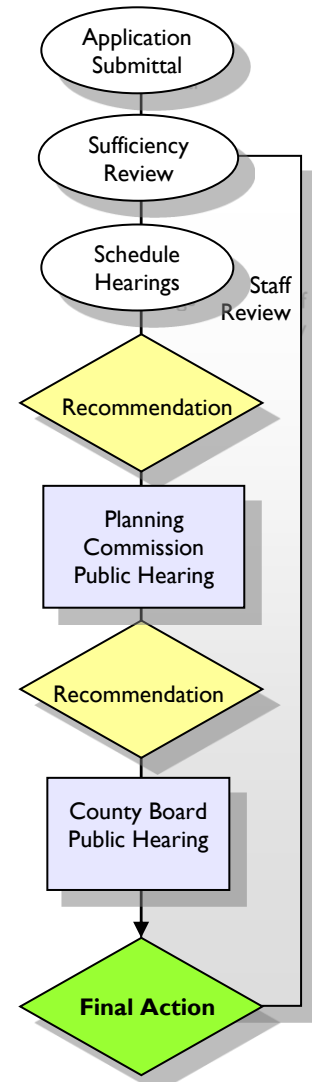 Application
Submittal
Sufficiency
Review
Schedule
Hearings
Staff
Review
Recommendation
Planning
Commission
Public Hearing
Recommendation
County Board
Public Hearing
Final Action